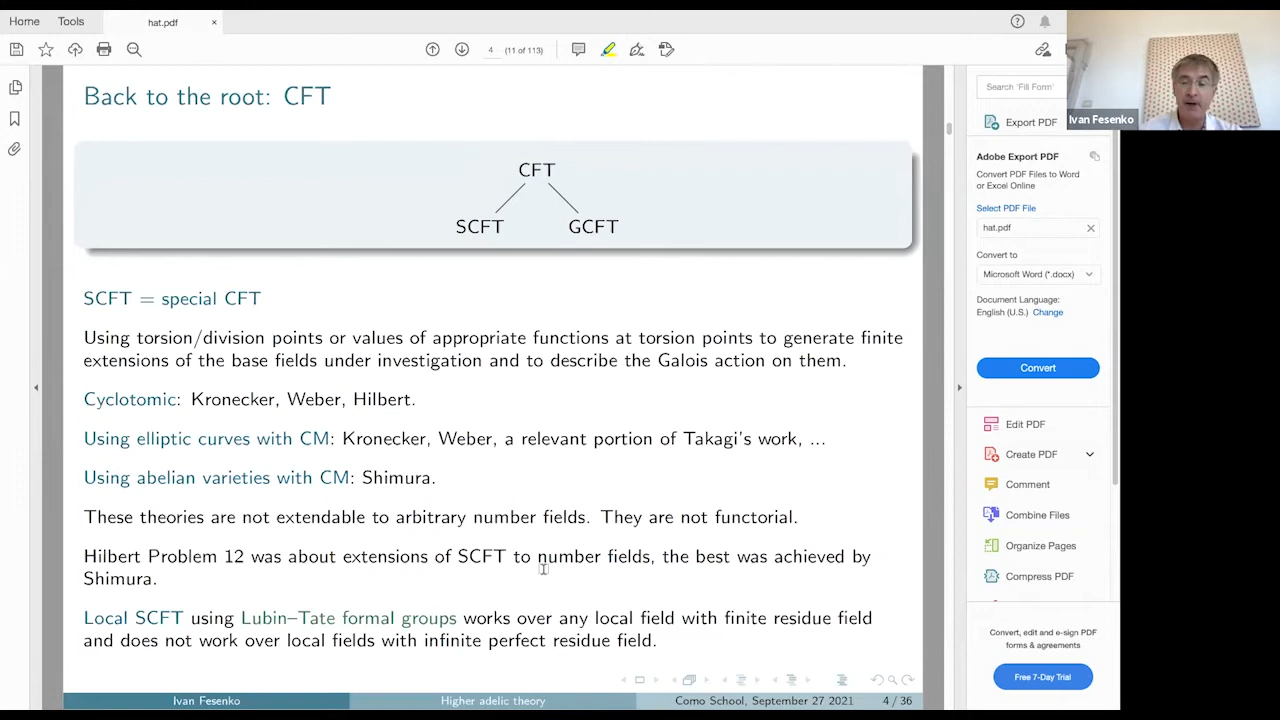 Home Tools hat.pdf ×
4 (11 of 113)
Back to the root: CFT
CFT
SCFT GCFT
SCFT = special CFT
Using torsion/division points or values of appropriate functions at torsion points to generate finite
extensions of the base fields under investigation and to describe the Galois action on them.
Cyclotomic: Kronecker, Weber, Hilbert.
Using elliptic curves with CM: Kronecker, Weber, a relevant portion of Takagi's work, ...
Using abelian varieties with CM: Shimura.
These theories are not extendable to arbitrary number fields. They are not functorial.
Hilbert Problem 12 was about extensions of SCFT to number fields, the best was achieved by
Shimura.
Local SCFT using Lubin–Tate formal groups works over any local field with finite residue field
and does not work over local fields with infinite perfect residue field.
Ivan Fesenko Higher adelic theory Como School, September 27 2021 4 / 36
Search 'Fill Form'
Export PDF
Adobe Export PDF
Convert PDF Files to Word
or Excel Online
Select PDF File
hat.pdf
Convert to
Microsoft Word (*.docx)
Document Language:
English (U.S.) Change
Convert
Edit PDF
Create PDF
Comment
Combine Files
Organize Pages
Compress PDF
Convert, edit and e-sign PDF
forms & agreements
Free 7-Day Trial
Ivan Fesenko